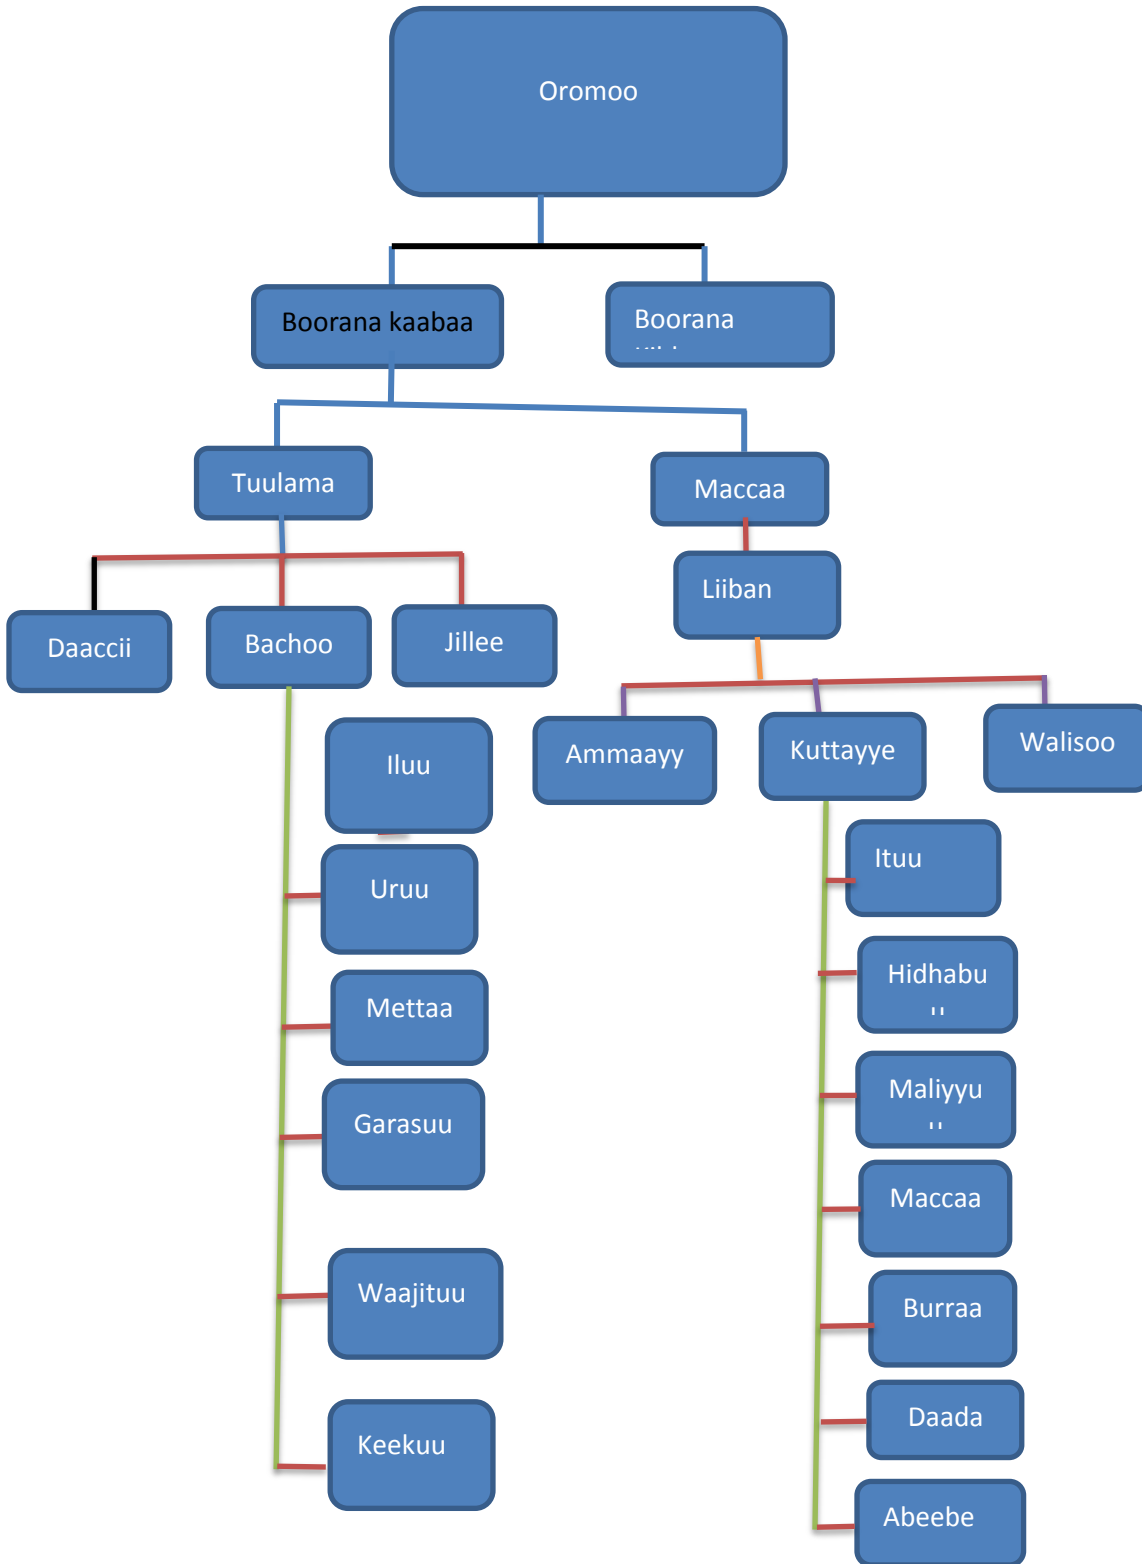 Oromoo
Boorana kaabaa
Boorana
Tuulama
Maccaa
Liiban
Daaccii
Bachoo
Jillee
Ammaayy
Kuttayye
Walisoo
Iluu
Uruu
Mettaa
Garasuu
Waajituu
Keekuu
Ituu
Hidhabu
u
Maliyyu
u
Maccaa
Burraa
Daada
Abeebe